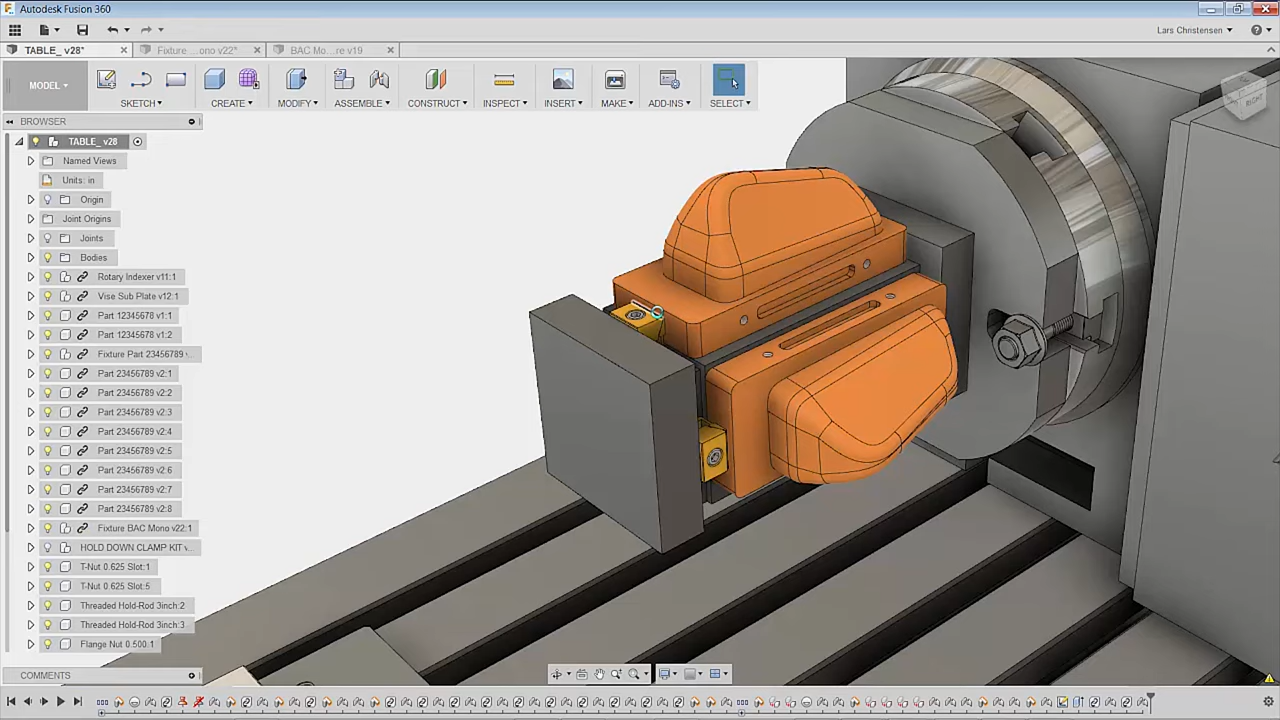 Autodesk Fusion 360
Lars Christensen
TABLE_ v28*
Fixture ...ono v22*
BAC Mo...re v19
MODEL
SKETCH
CREATE
MODIFY
ASSEMBLE
CONSTRUCT
INSPECT
INSERT
MAKE
ADD-INS
SELECT
RIGHT
BROWSER
TABLE_ v28
Named Views
Units: in
Origin
Joint Origins
Joints
Bodies
Rotary Indexer v11:1
Vise Sub Plate v12:1
Part 12345678 v1:1
Part 12345678 v1:2
Fixture Part 23456789
Part 23456789 v2:1
Part 23456789 v2:2
Part 23456789 v2:3
Part 23456789 v2:4
Part 23456789 v2:5
Part 23456789 v2:6
Part 23456789 v2:7
Part 23456789 v2:8
Fixture BAC Mono v22:1
HOLD DOWN CLAMP KIT v...
T-Nut 0.625 Slot:1
T-Nut 0.625 Slot:5
Threaded Hold-Rod 3inch:2
Threaded Hold-Rod 3inch:3
Flange Nut 0.500:1
COMMENTS